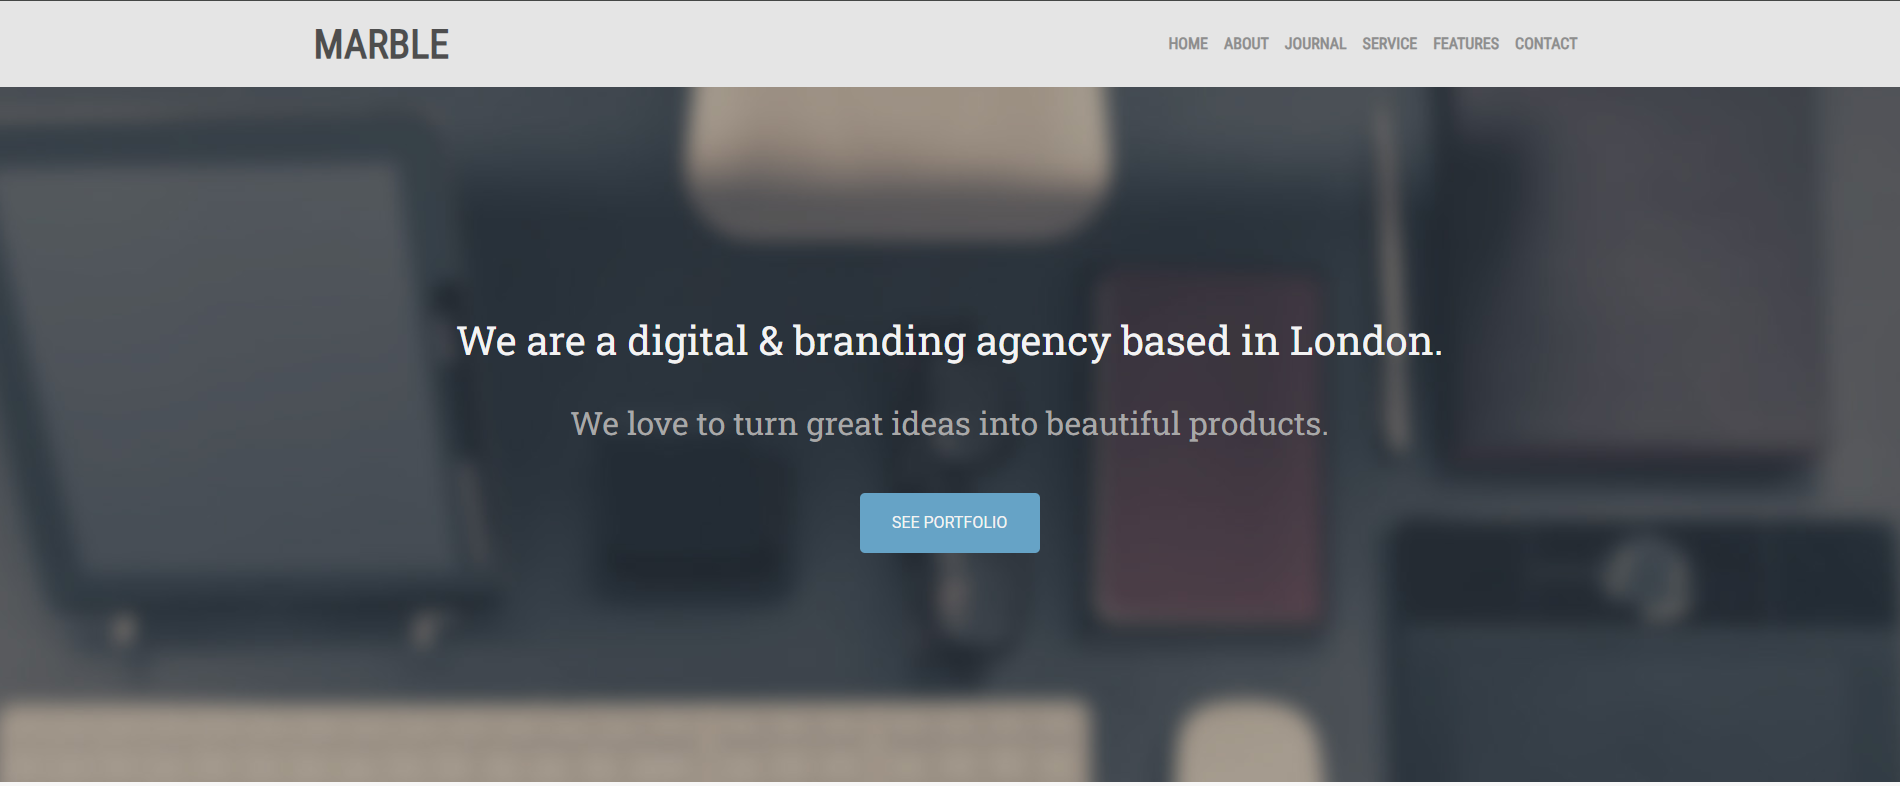 MARBLE
HOME ABOUT JOURNAL SERVICE FEATURES CONTACT
We are a digital & branding agency based in London.
We love to turn great ideas into beautiful products.
SEE PORTFOLIO